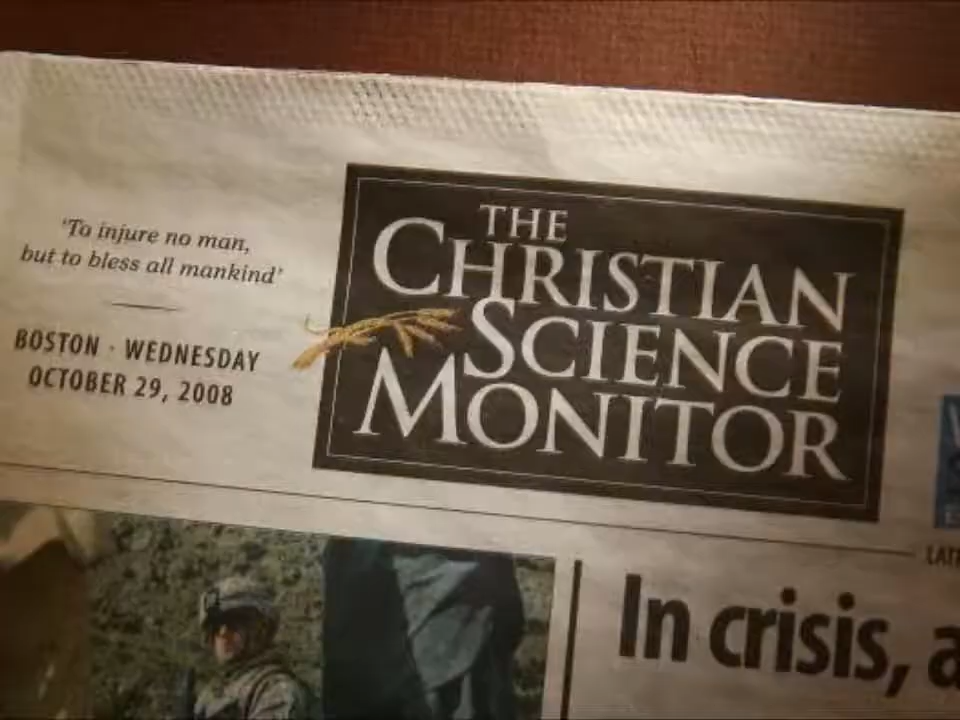 'To injure no man,
but to bless all mankind'
BOSTON · WEDNESDAY
OCTOBER 29, 2008
THE
CHRISTIAN
SCIENCE
MONITOR
In crisis, a